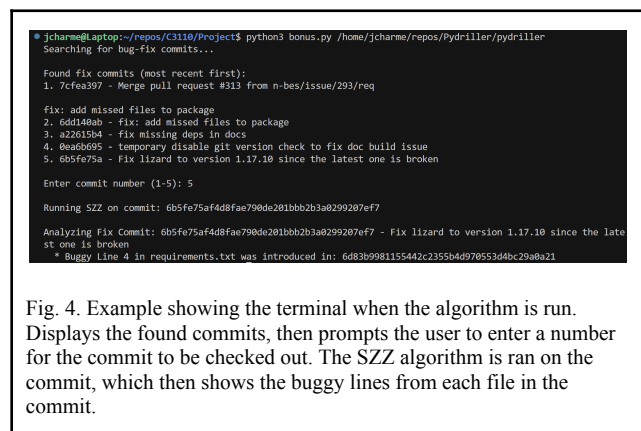 jcharme@Laptop:~/repos/C3110/Project$ python3 bonus.py /home/jcharme/repos/Pydriller/pydriller
Searching for bug-fix commits...
Found fix commits (most recent first):
1. 7cfea397 - Merge pull request #313 from n-bes/issue/293/req
fix: add missed files to package
2. 6dd140ab - fix: add missed files to package
3. a22615b4 - fix missing deps in docs
4. 0ea6b695 - temporary disable git version check to fix doc build issue
5. 6b5fe75a - Fix lizard to version 1.17.10 since the latest one is broken
Enter commit number (1-5): 5
Running SZZ on commit: 6b5fe75af4d8fae790de201bbb2b3a0299207ef7
Analyzing Fix Commit: 6b5fe75af4d8fae790de201bbb2b3a0299207ef7 - Fix lizard to version 1.17.10 since the late
st one is broken
* Buggy Line 4 in requirements.txt was introduced in: 6d83b9981155442c2355b4d970553d4bc29a0a21
Fig. 4. Example showing the terminal when the algorithm is run.
Displays the found commits, then prompts the user to enter a number
for the commit to be checked out. The SZZ algorithm is ran on the
commit, which then shows the buggy lines from each file in the
commit.